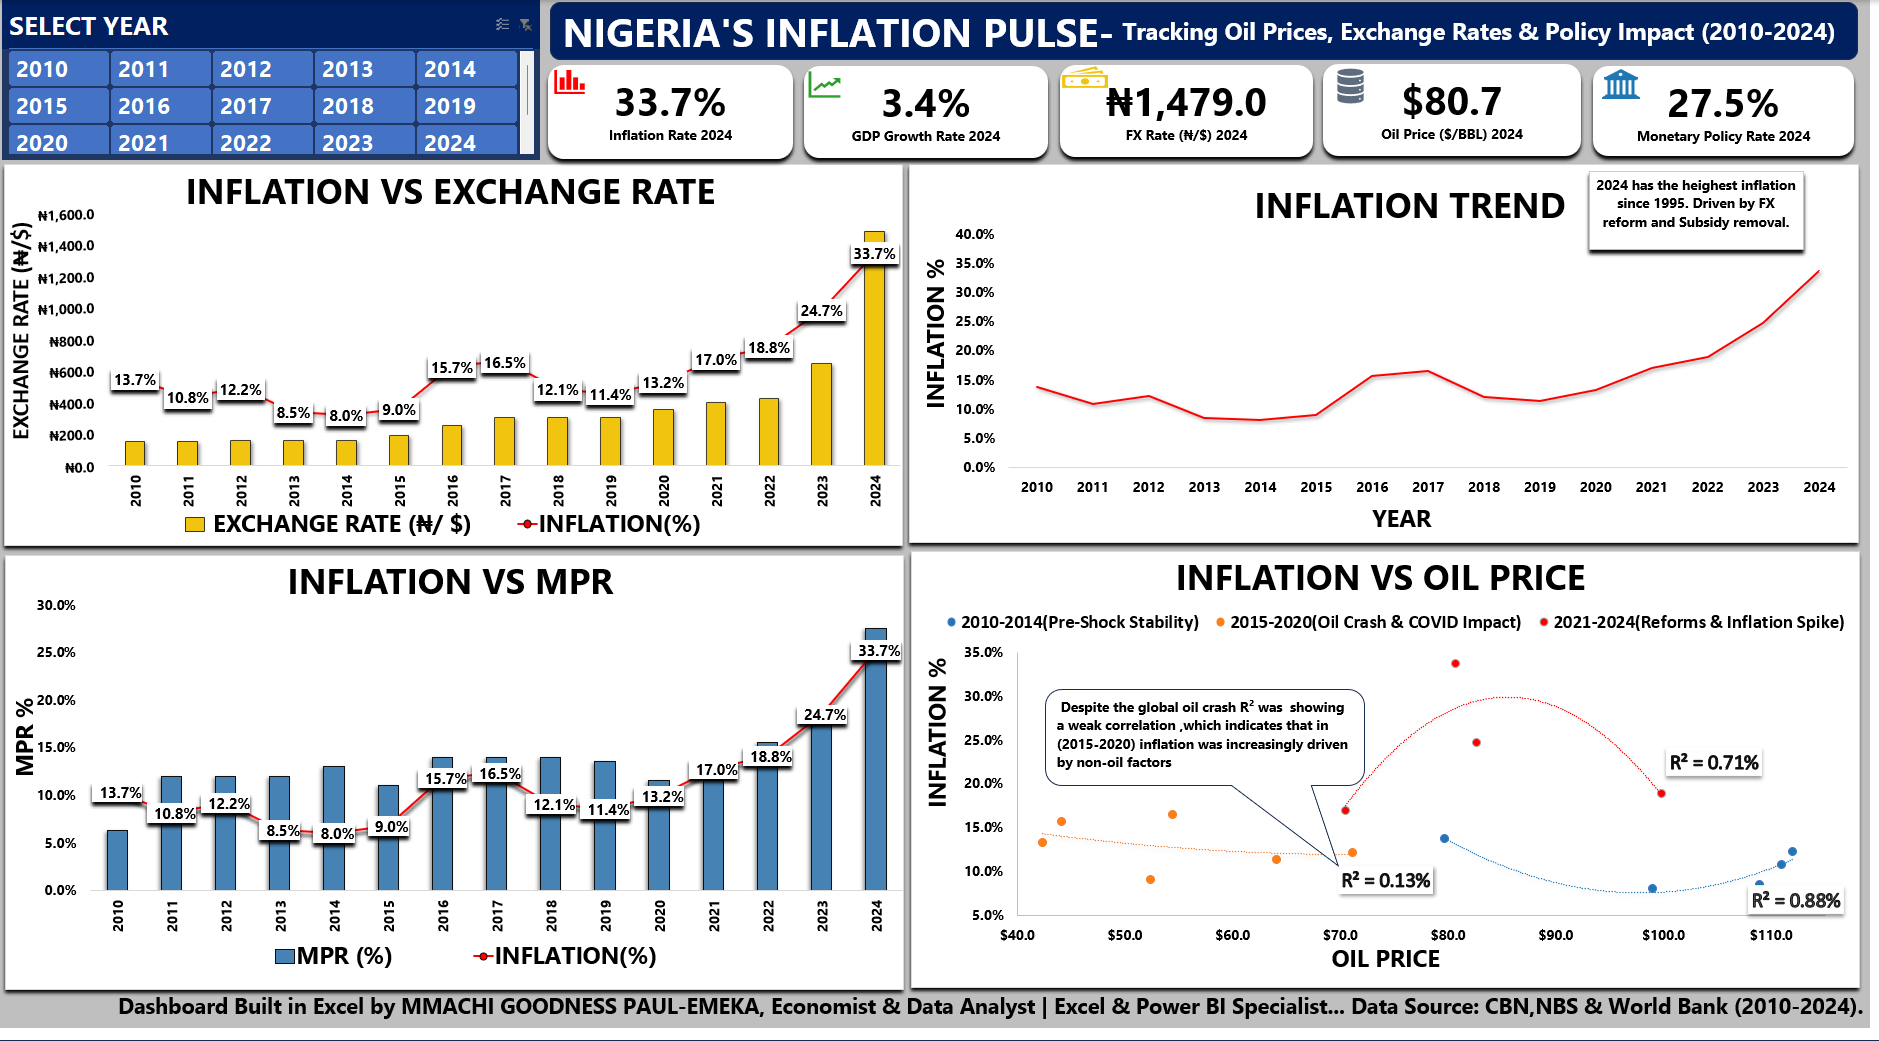 SELECT YEAR
2010 2011 2012 2013 2014
2015 2016 2017 2018 2019
2020 2021 2022 2023 2024
NIGERIA'S INFLATION PULSE- Tracking Oil Prices, Exchange Rates & Policy Impact (2010-2024)
33.7%
Inflation Rate 2024
3.4%
GDP Growth Rate 2024
₦1,479.0
FX Rate (₦/$) 2024
$80.7
Oil Price ($/BBL) 2024
27.5%
Monetary Policy Rate 2024
INFLATION VS EXCHANGE RATE
EXCHANGE RATE (₦/$)
₦1,600.0
₦1,400.0
₦1,200.0
₦1,000.0
₦800.0
₦600.0
₦400.0
₦200.0
₦0.0
13.7% 10.8% 12.2% 8.5% 8.0% 9.0% 15.7% 16.5% 12.1% 11.4% 13.2% 17.0% 18.8% 24.7% 33.7%
2010 2011 2012 2013 2014 2015 2016 2017 2018 2019 2020 2021 2022 2023 2024
EXCHANGE RATE (₦/ $) INFLATION(%)
INFLATION TREND
2024 has the heighest inflation
since 1995. Driven by FX
reform and Subsidy removal.
INFLATION %
40.0%
35.0%
30.0%
25.0%
20.0%
15.0%
10.0%
5.0%
0.0%
2010 2011 2012 2013 2014 2015 2016 2017 2018 2019 2020 2021 2022 2023 2024
YEAR
INFLATION VS MPR
MPR %
30.0%
25.0%
20.0%
15.0%
10.0%
5.0%
0.0%
13.7% 10.8% 12.2% 8.5% 8.0% 9.0% 15.7% 16.5% 12.1% 11.4% 13.2% 17.0% 18.8% 24.7% 33.7%
2010 2011 2012 2013 2014 2015 2016 2017 2018 2019 2020 2021 2022 2023 2024
MPR (%) INFLATION(%)
INFLATION VS OIL PRICE
2010-2014(Pre-Shock Stability) 2015-2020(Oil Crash & COVID Impact) 2021-2024(Reforms & Inflation Spike)
INFLATION %
35.0%
30.0%
25.0%
20.0%
15.0%
10.0%
5.0%
Despite the global oil crash R² was showing
a weak correlation ,which indicates that in
(2015-2020) inflation was increasingly driven
by non-oil factors
R² = 0.71%
R² = 0.13%
R² = 0.88%
$40.0 $50.0 $60.0 $70.0 $80.0 $90.0 $100.0 $110.0
OIL PRICE
Dashboard Built in Excel by MMACHI GOODNESS PAUL-EMEKA, Economist & Data Analyst | Excel & Power BI Specialist... Data Source: CBN,NBS & World Bank (2010-2024).